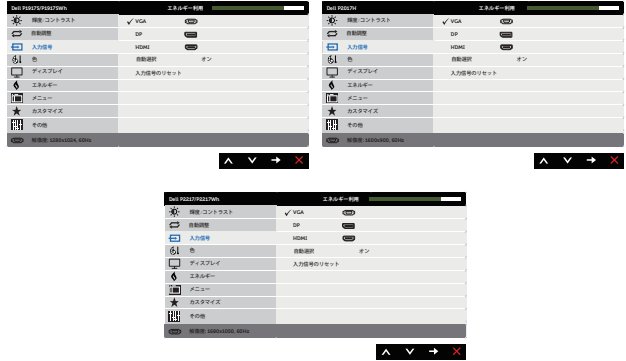 Dell P1917S/P1917SWh エネルギー利用
輝度/コントラスト ✓ VGA
自動調整 DP
入力信号 HDMI
色 自動選択 オン
ディスプレイ 入力信号のリセット
エネルギー
メニュー
カスタマイズ
その他
解像度: 1280x1024, 60Hz
Dell P2017H エネルギー利用
輝度/コントラスト ✓ VGA
自動調整 DP
入力信号 HDMI
色 自動選択 オン
ディスプレイ 入力信号のリセット
エネルギー
メニュー
カスタマイズ
その他
解像度: 1600x900, 60Hz
Dell P2217/P2217Wh エネルギー利用
輝度/コントラスト ✓ VGA
自動調整 DP
入力信号 HDMI
色 自動選択 オン
ディスプレイ 入力信号のリセット
エネルギー
メニュー
カスタマイズ
その他
解像度: 1680x1050, 60Hz